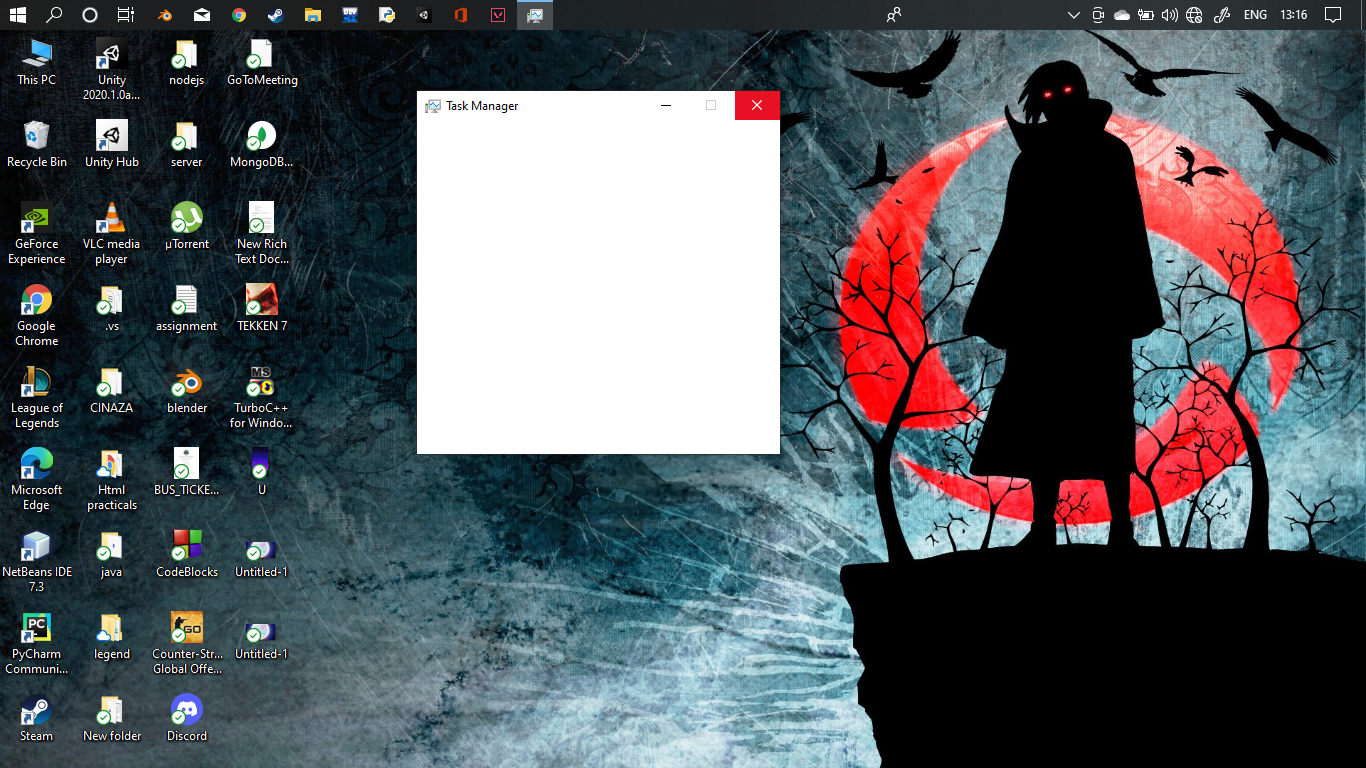 ENG
13:16
This PC
Unity
2020.1.0a...
nodejs
GoToMeeting
Task Manager
Recycle Bin
Unity Hub
server
MongoDB...
GeForce
Experience
VLC media
player
µTorrent
New Rich
Text Doc...
Google
Chrome
.vs
assignment
TEKKEN 7
League of
Legends
CINAZA
blender
MS
TurboC++
for Windo...
Microsoft
Edge
Html
practicals
BUS_TICKE...
U
NetBeans IDE
7.3
java
CodeBlocks
Untitled-1
PC
PyCharm
Communi...
legend
GO
Counter-Str...
Global Offe...
Untitled-1
Steam
New folder
Discord